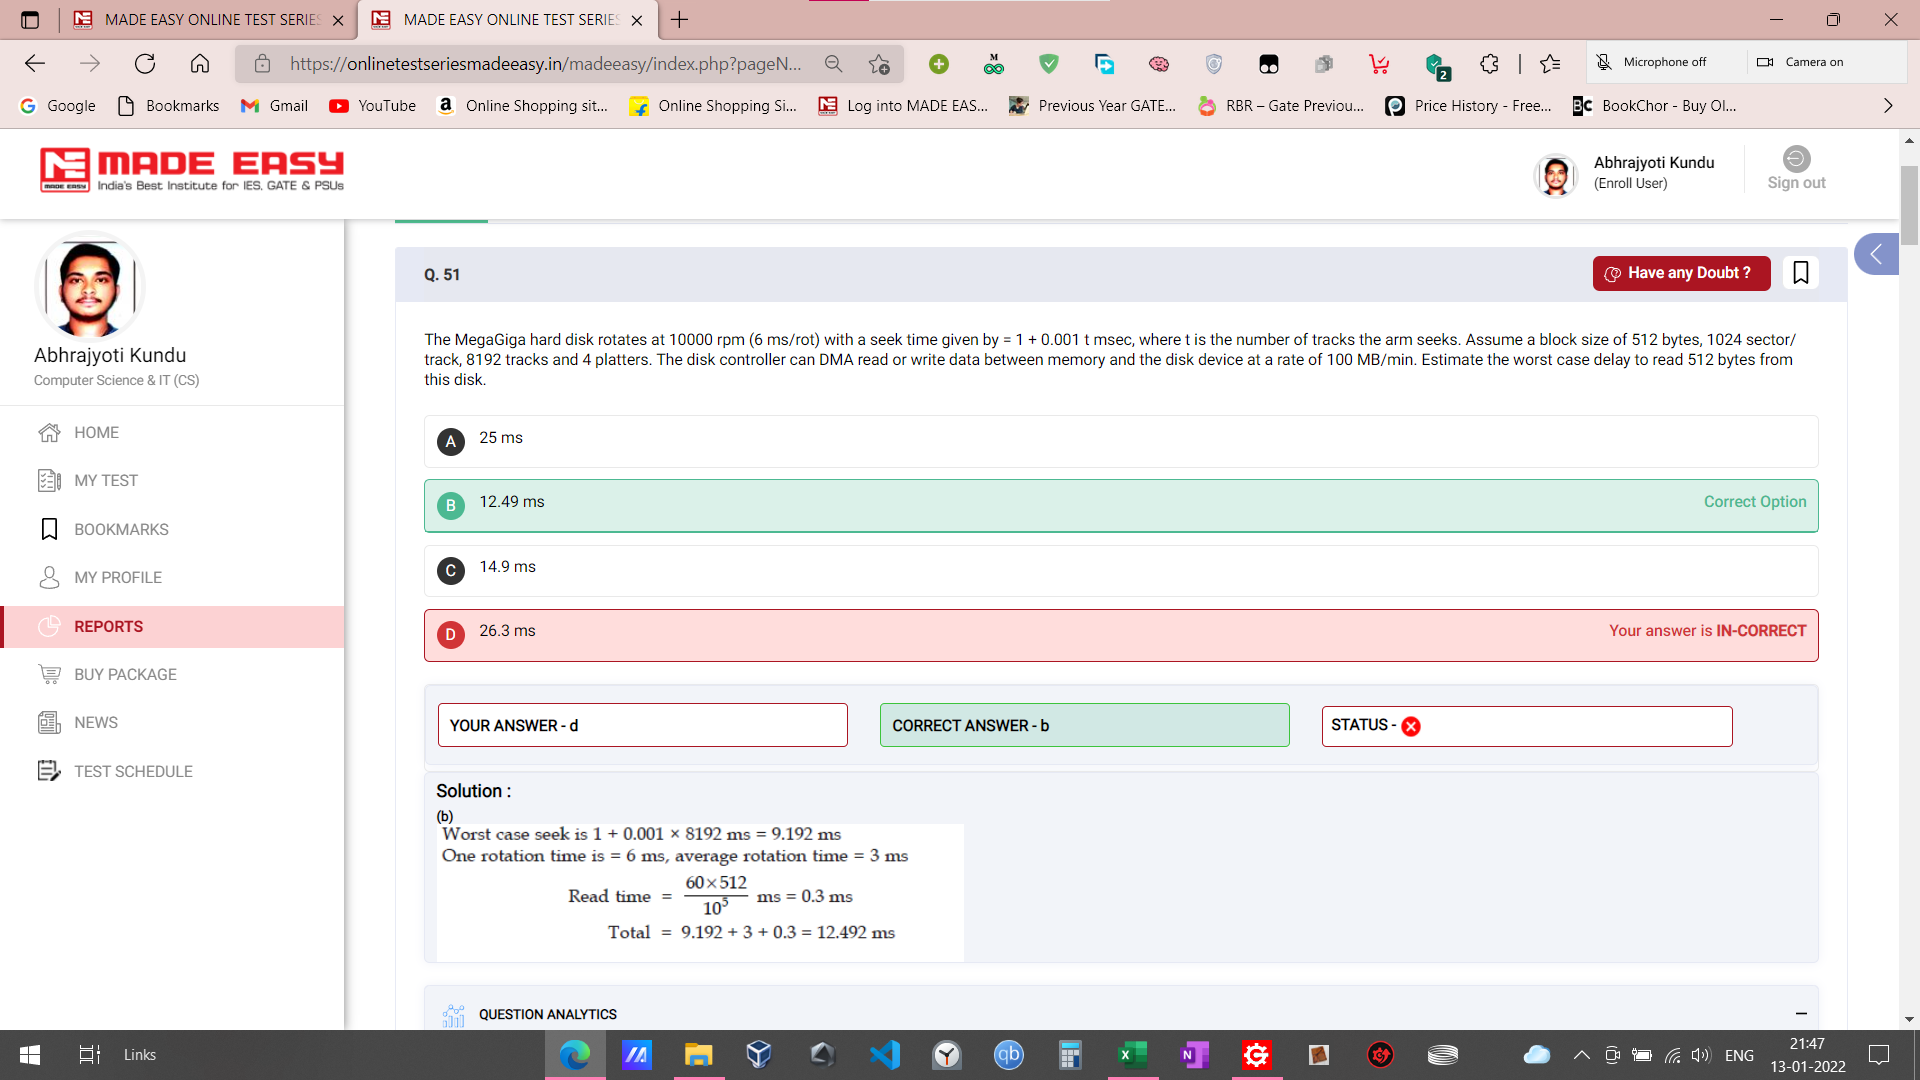 MADE EASY ONLINE TEST SERIES
MADE EASY ONLINE TEST SERIES
https://onlinetestseriesmadeeasy.in/madeeasy/index.php?pageN...
M
2
Microphone off
Camera on
Google
Bookmarks
Gmail
YouTube
Online Shopping sit...
Online Shopping Si...
Log into MADE EAS...
Previous Year GATE...
RBR – Gate Previou...
Price History - Free...
BC
BookChor - Buy Ol...
MADE EASY
MADE EASY
India's Best Institute for IES, GATE & PSUs
Abhrajyoti Kundu
(Enroll User)
Sign out
Abhrajyoti Kundu
Computer Science & IT (CS)
HOME
MY TEST
BOOKMARKS
MY PROFILE
REPORTS
BUY PACKAGE
NEWS
TEST SCHEDULE
Q. 51
Have any Doubt ?
The MegaGiga hard disk rotates at 10000 rpm (6 ms/rot) with a seek time given by = 1 + 0.001 t msec, where t is the number of tracks the arm seeks. Assume a block size of 512 bytes, 1024 sector/
track, 8192 tracks and 4 platters. The disk controller can DMA read or write data between memory and the disk device at a rate of 100 MB/min. Estimate the worst case delay to read 512 bytes from
this disk.
A
25 ms
B
12.49 ms
Correct Option
C
14.9 ms
D
26.3 ms
Your answer is IN-CORRECT
YOUR ANSWER - d
CORRECT ANSWER - b
STATUS -
Solution :
(b)
Worst case seek is 1 + 0.001 × 8192 ms = 9.192 ms
One rotation time is = 6 ms, average rotation time = 3 ms
Read time = 60×512/10⁵ ms = 0.3 ms
Total = 9.192 + 3 + 0.3 = 12.492 ms
QUESTION ANALYTICS
Links
qb
ENG
21:47
13-01-2022